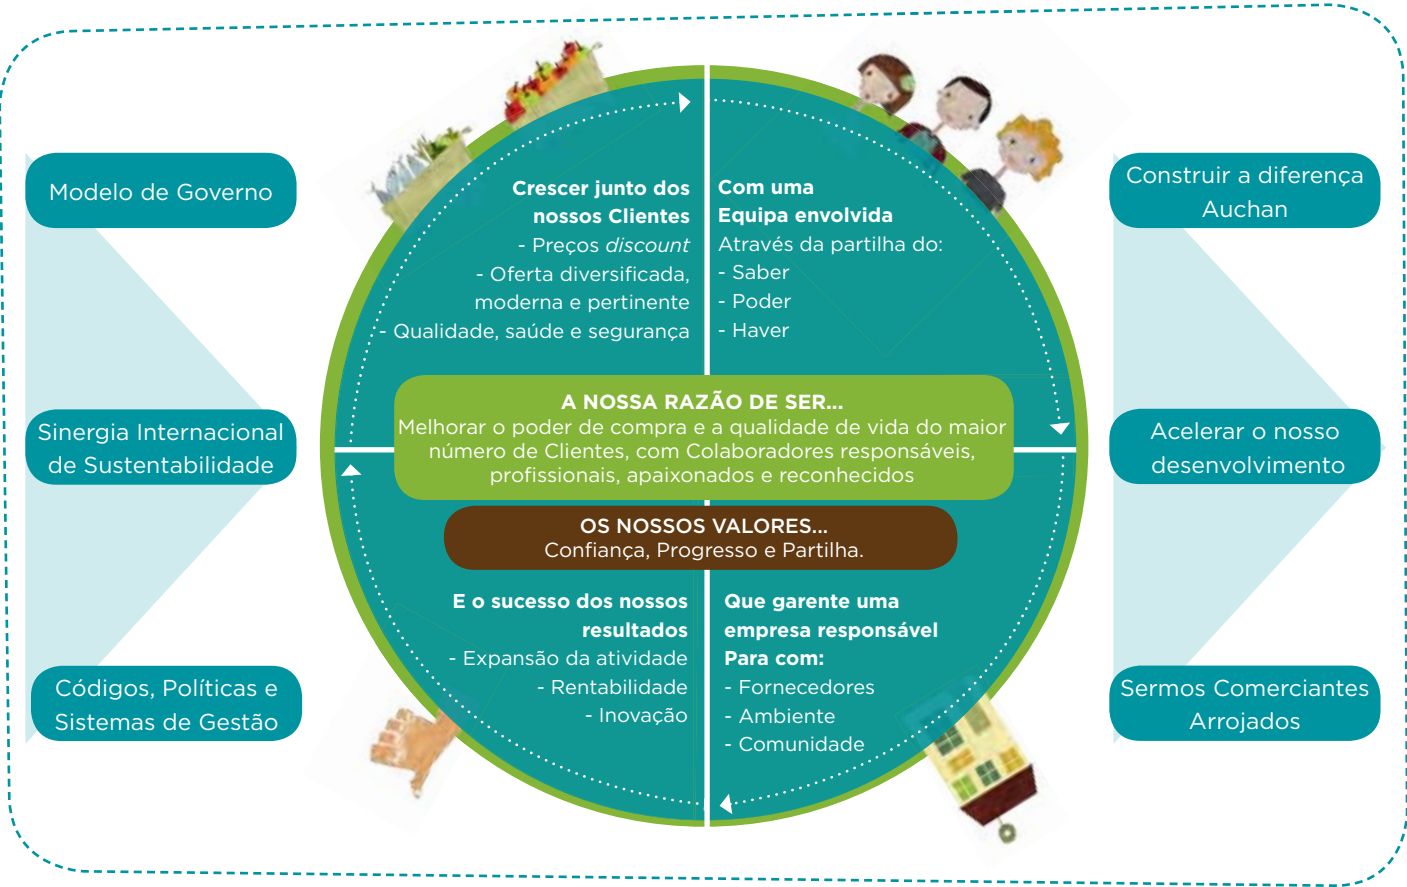 Modelo de Governo
Sinergia Internacional
de Sustentabilidade
Códigos, Políticas e
Sistemas de Gestão
Crescer junto dos
nossos Clientes
- Preços discount
- Oferta diversificada,
moderna e pertinente
- Qualidade, saúde e segurança
Com uma
Equipa envolvida
Através da partilha do:
- Saber
- Poder
- Haver
A NOSSA RAZÃO DE SER...
Melhorar o poder de compra e a qualidade de vida do maior
número de Clientes, com Colaboradores responsáveis,
profissionais, apaixonados e reconhecidos
OS NOSSOS VALORES...
Confiança, Progresso e Partilha.
E o sucesso dos nossos
resultados
- Expansão da atividade
- Rentabilidade
- Inovação
Que garente uma
empresa responsável
Para com:
- Fornecedores
- Ambiente
- Comunidade
Construir a diferença
Auchan
Acelerar o nosso
desenvolvimento
Sermos Comerciantes
Arrojados